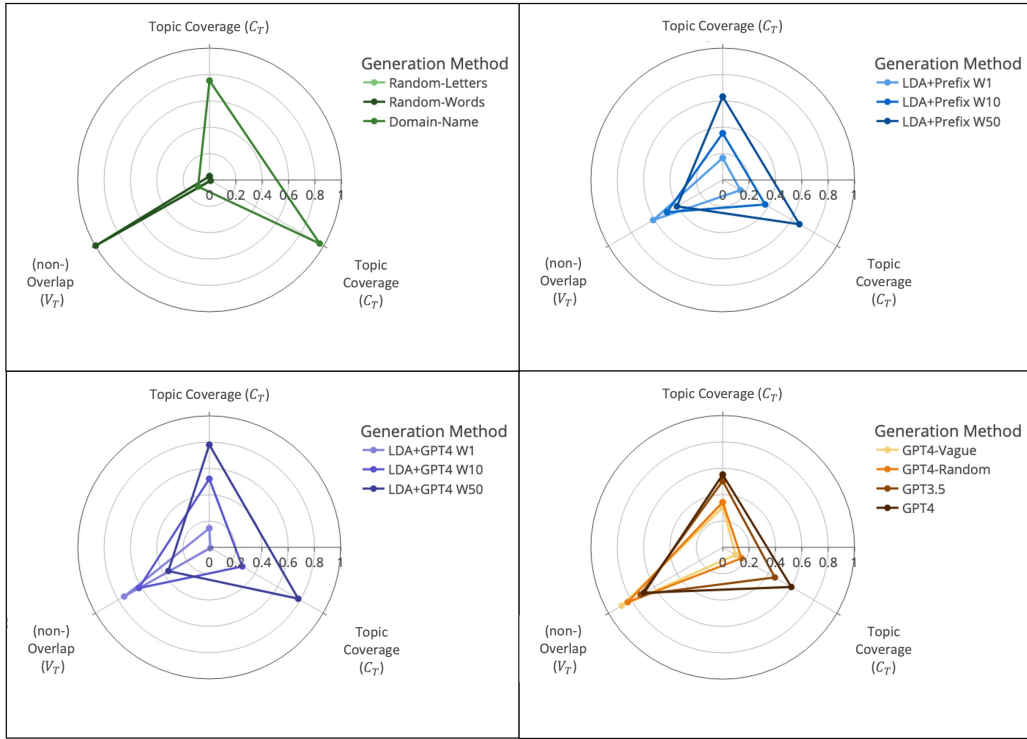 Topic Coverage (C_T)
Generation Method
Random-Letters
Random-Words
Domain-Name
0 0.2 0.4 0.6 0.8 1
(non-)
Overlap
(V_T)
Topic
Coverage
(C_T)
Topic Coverage (C_T)
Generation Method
LDA+Prefix W1
LDA+Prefix W10
LDA+Prefix W50
0 0.2 0.4 0.6 0.8 1
(non-)
Overlap
(V_T)
Topic
Coverage
(C_T)
Topic Coverage (C_T)
Generation Method
LDA+GPT4 W1
LDA+GPT4 W10
LDA+GPT4 W50
0 0.2 0.4 0.6 0.8 1
(non-)
Overlap
(V_T)
Topic
Coverage
(C_T)
Topic Coverage (C_T)
Generation Method
GPT4-Vague
GPT4-Random
GPT3.5
GPT4
0 0.2 0.4 0.6 0.8 1
(non-)
Overlap
(V_T)
Topic
Coverage
(C_T)